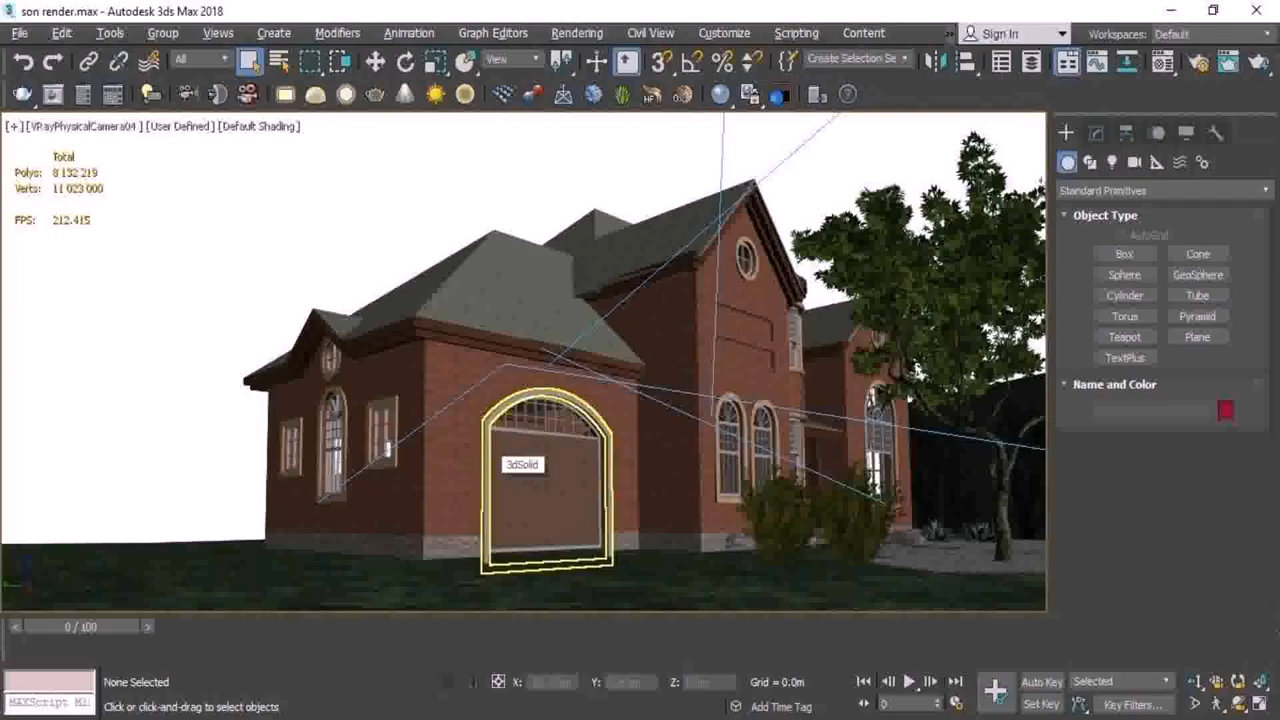 son render.max - Autodesk 3ds Max 2018
File Edit Tools Group Views Create Modifiers Animation Graph Editors Rendering Civil View Customize Scripting Content Sign In Workspaces: Default
All View Create Selection Se
[+] [VRayPhysicalCamera04 ] [User Defined ] [Default Shading ]
Total
Polys: 8 132 219
Verts: 11 023 000
FPS: 212.415
3dSolid
Standard Primitives
Object Type
AutoGrid
Box Cone
Sphere GeoSphere
Cylinder Tube
Torus Pyramid
Teapot Plane
TextPlus
Name and Color
0 / 100
None Selected X: Y: Z: Grid = 0.0m Auto Key Selected
MAXScript Mi Click or click-and-drag to select objects Add Time Tag 0 Set Key Key Filters...